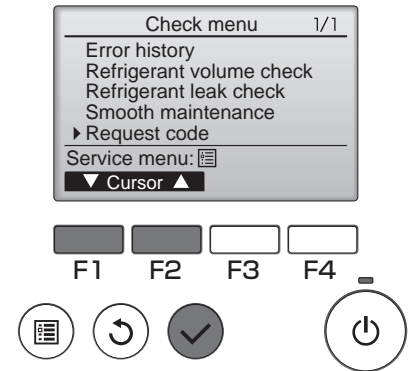 Check menu 1/1
Error history
Refrigerant volume check
Refrigerant leak check
Smooth maintenance
Request code
Service menu:
▼ Cursor ▲
F1 F2 F3 F4